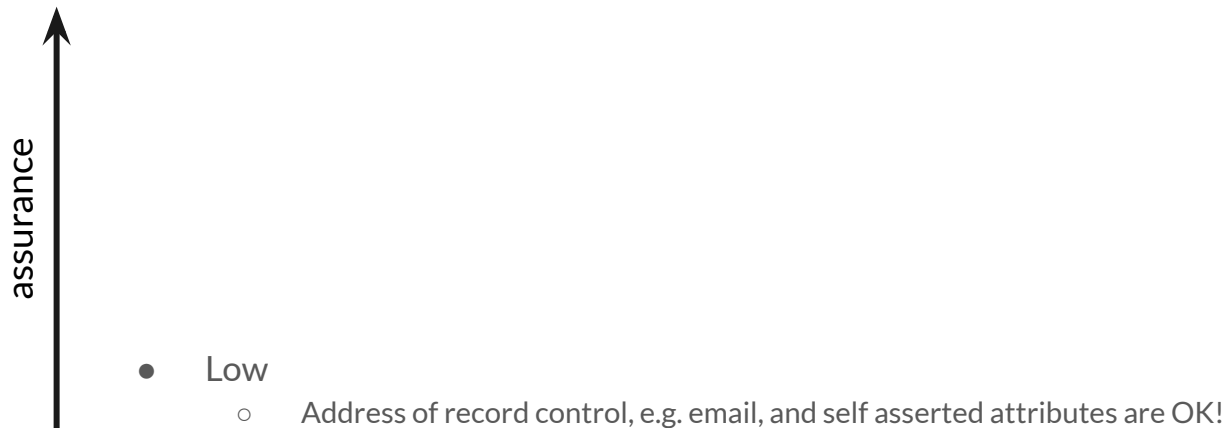 assurance
● Low
○ Address of record control, e.g. email, and self asserted attributes are OK!